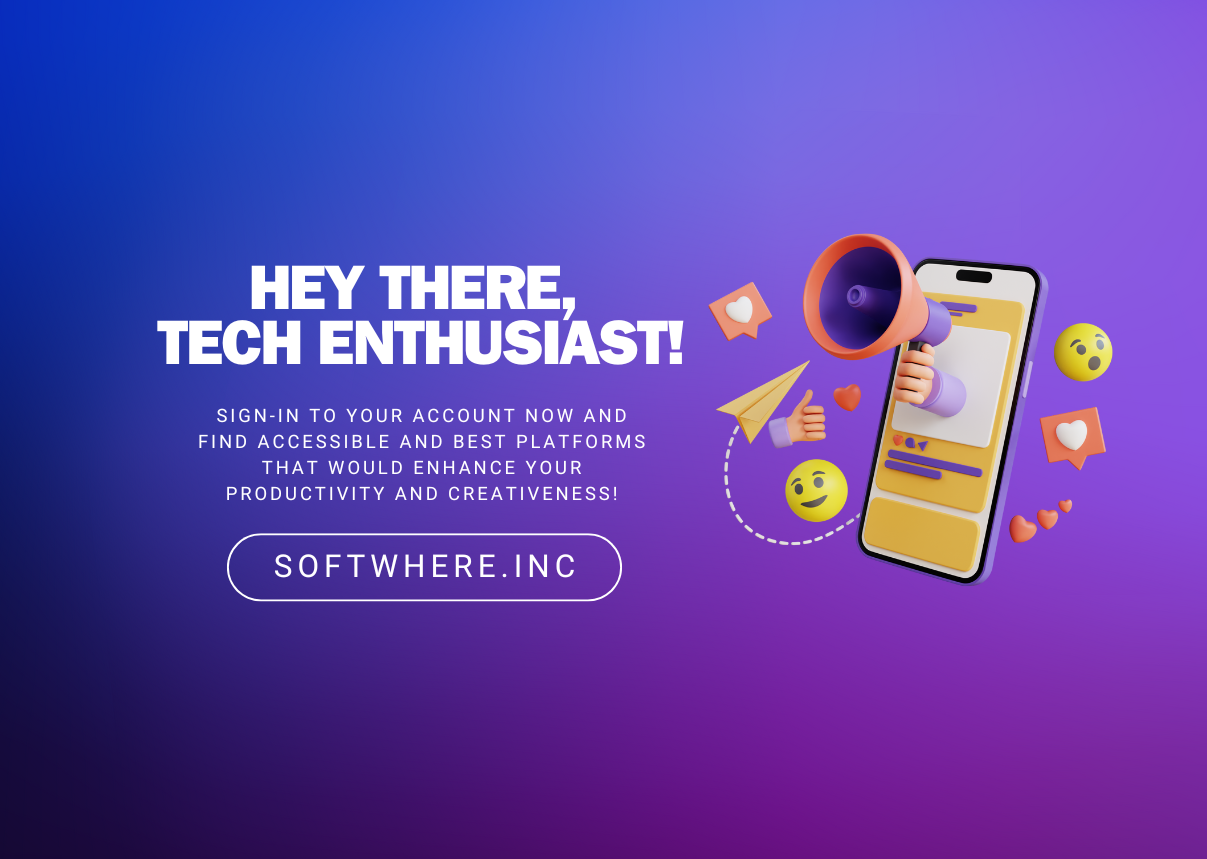 HEY THERE,
TECH ENTHUSIAST!
SIGN-IN TO YOUR ACCOUNT NOW AND
FIND ACCESSIBLE AND BEST PLATFORMS
THAT WOULD ENHANCE YOUR
PRODUCTIVITY AND CREATIVENESS!
SOFTWHERE.INC